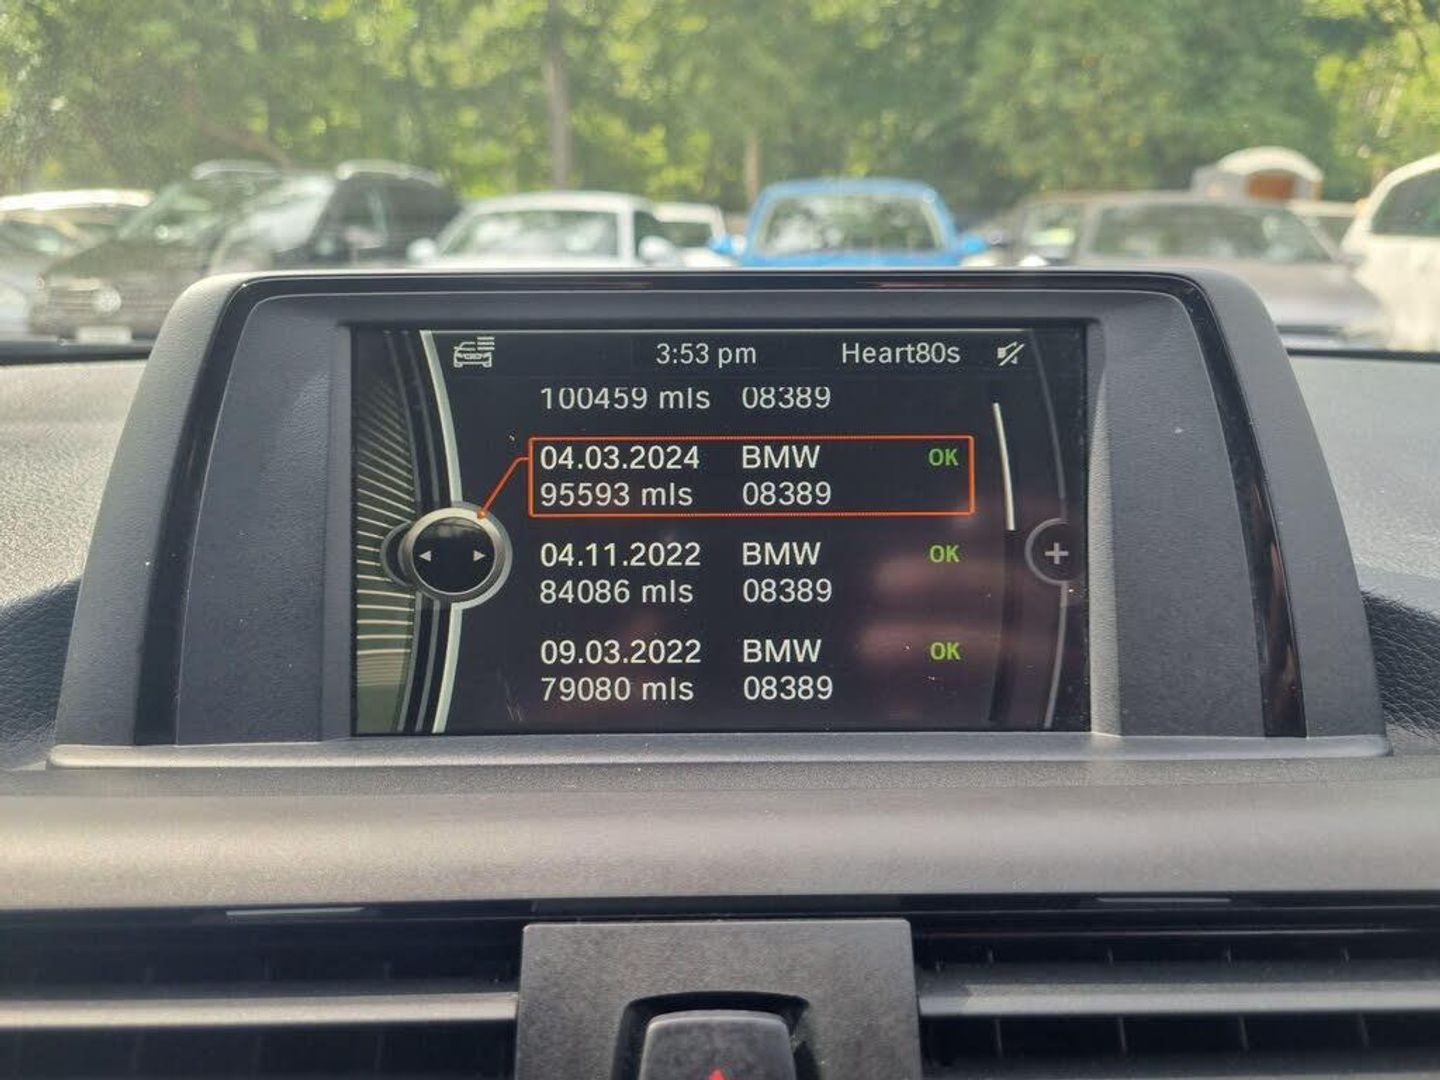 3:53 pm Heart80s
100459 mls 08389
04.03.2024 BMW OK
95593 mls 08389
04.11.2022 BMW OK
84086 mls 08389
09.03.2022 BMW OK
79080 mls 08389